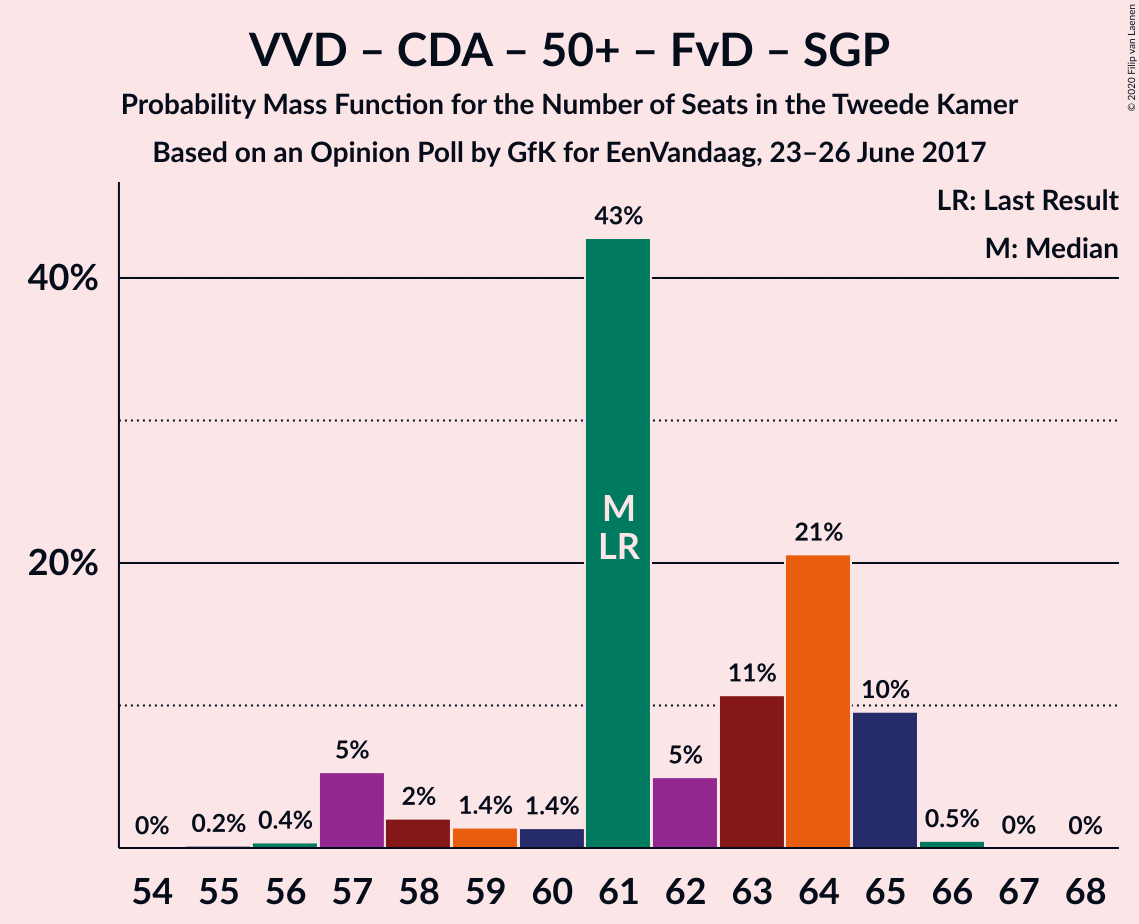 VVD – CDA – 50+ – FvD – SGP
Probability Mass Function for the Number of Seats in the Tweede Kamer
Based on an Opinion Poll by GfK for EenVandaag, 23–26 June 2017
© 2020 Filip van Laenen
LR: Last Result
M: Median
40%
20%
0%
0.2%
0.4%
5%
2%
1.4%
1.4%
43%
5%
11%
21%
10%
0.5%
0%
0%
M
LR
54 55 56 57 58 59 60 61 62 63 64 65 66 67 68